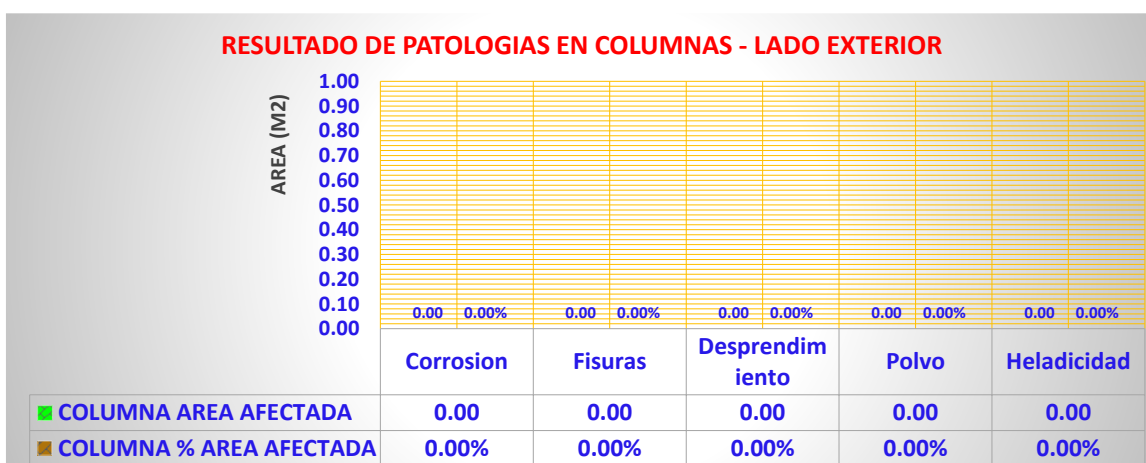 RESULTADO DE PATOLOGIAS EN COLUMNAS - LADO EXTERIOR
AREA (M2)
1.00
0.90
0.80
0.70
0.60
0.50
0.40
0.30
0.20
0.10
0.00
0.00 0.00% 0.00 0.00% 0.00 0.00% 0.00 0.00% 0.00 0.00%
Corrosion Fisuras Desprendim Polvo Heladicidad
iento
COLUMNA AREA AFECTADA 0.00 0.00 0.00 0.00 0.00
COLUMNA % AREA AFECTADA 0.00% 0.00% 0.00% 0.00% 0.00%